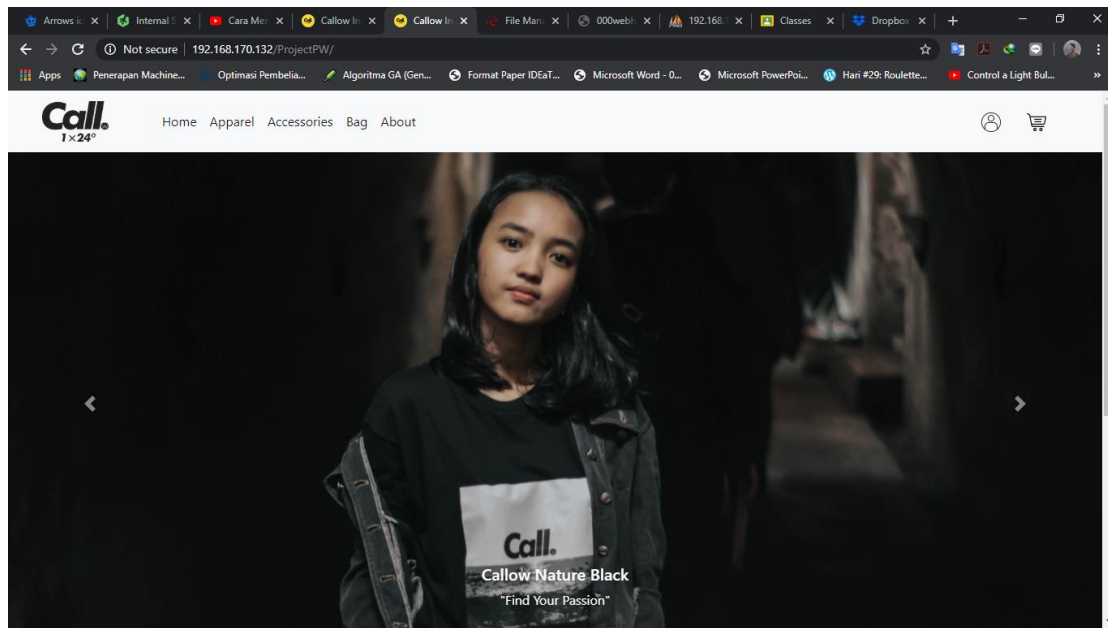 Arrows ic
Internal S
Cara Men
Callow In
Callow In
File Mana
000webh
192.168.
Classes
Dropbox
Not secure | 192.168.170.132/ProjectPW/
Apps
Penerapan Machine...
Optimasi Pembelia...
Algoritma GA (Gen...
Format Paper IDEaT...
Microsoft Word - 0...
Microsoft PowerPoi...
Hari #29: Roulette...
Control a Light Bul...
»
Call.
1×24°
Home Apparel Accessories Bag About
Call.
Callow Nature Black
"Find Your Passion"